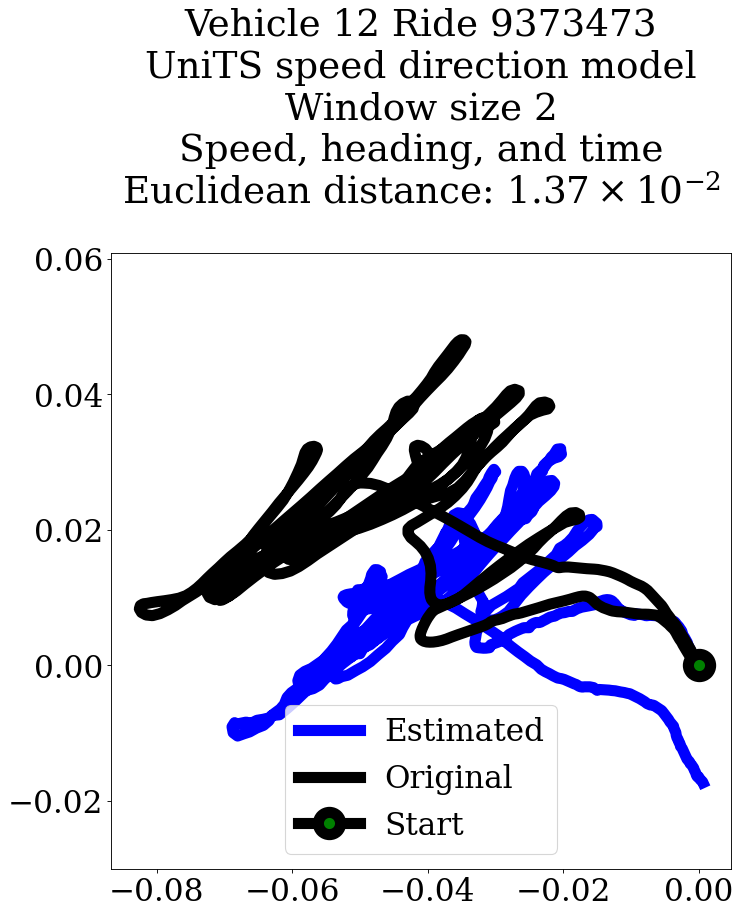 Vehicle 12 Ride 9373473
UniTS speed direction model
Window size 2
Speed, heading, and time
Euclidean distance: 1.37 × 10⁻²
0.06
0.04
0.02
0.00
−0.02
Estimated
Original
Start
−0.08 −0.06 −0.04 −0.02 0.00